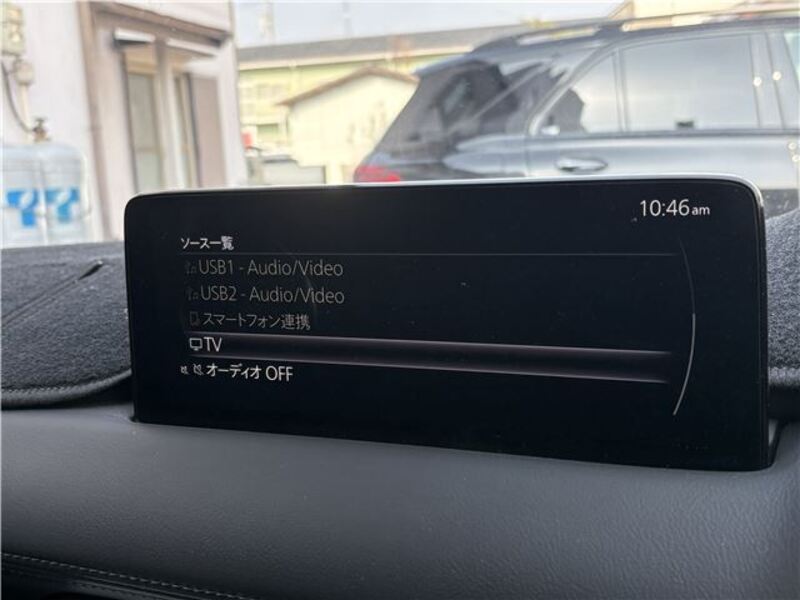 10:46am
ソース一覧
USB1 - Audio/Video
USB2 - Audio/Video
スマートフォン連携
TV
オーディオ OFF